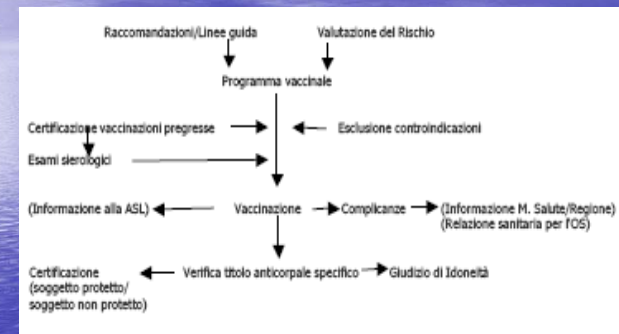 Raccomandazioni/Linee guida
Valutazione del Rischio
Programma vaccinale
Certificazione vaccinazioni pregresse
Esclusione controindicazioni
Esami sierologici
(Informazione alla ASL)
Vaccinazione
Complicanze
(Informazione M. Salute/Regione)
(Relazione sanitaria per l'OS)
Certificazione
(soggetto protetto/
soggetto non protetto)
Verifica titolo anticorpale specifico
Giudizio di Idoneità